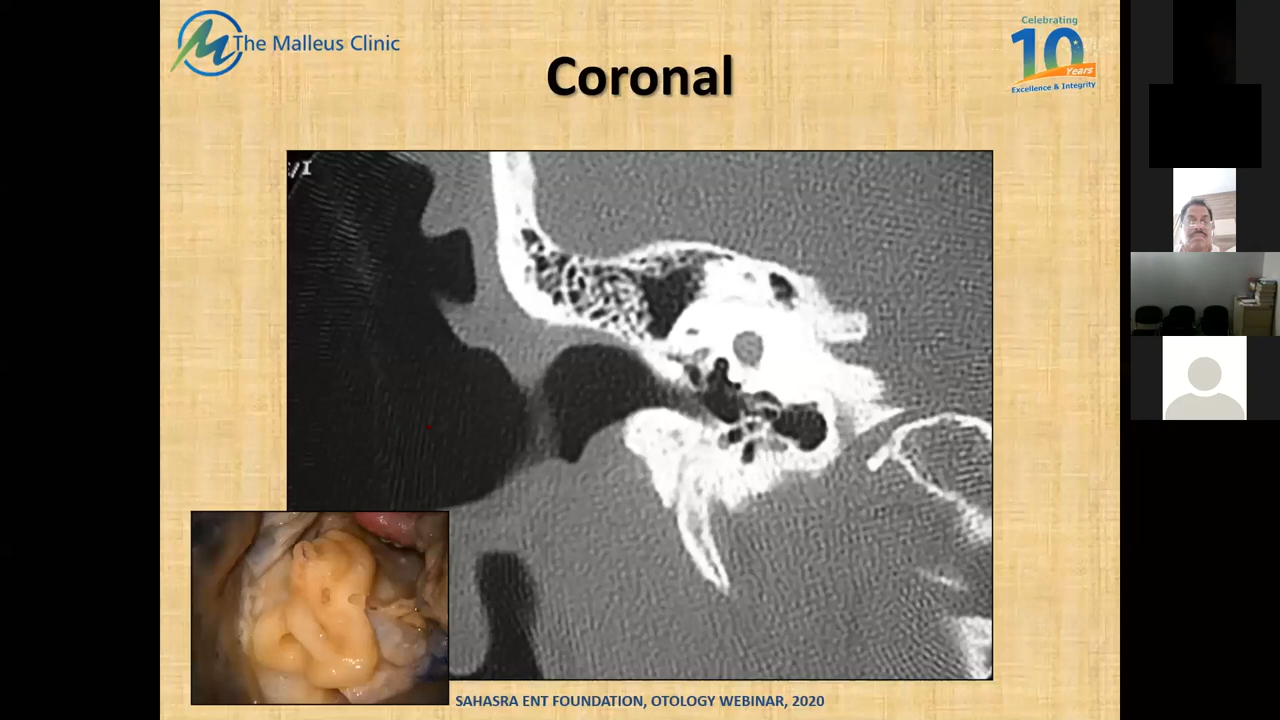 The Malleus Clinic
Celebrating
10
Years
Excellence & Integrity
Coronal
SAHASRA ENT FOUNDATION, OTOLOGY WEBINAR, 2020